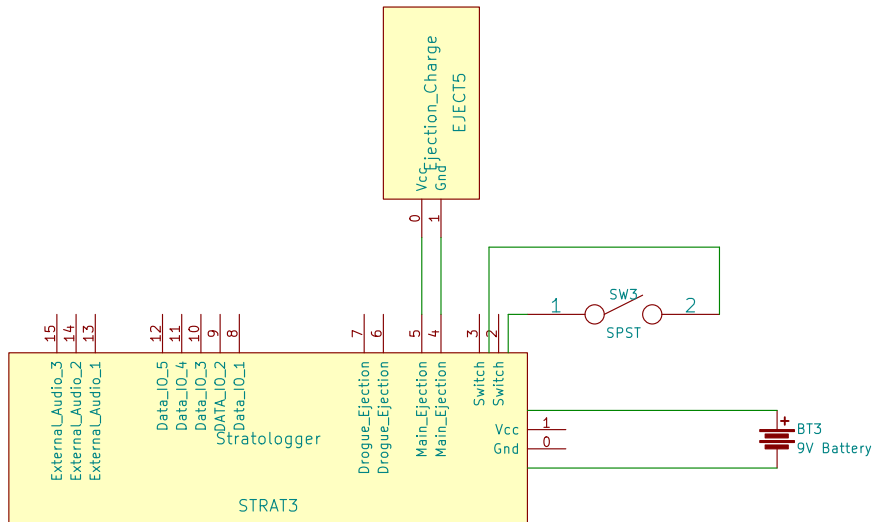 Ejection_Charge
EJECT5
Vcc
Gnd
0
1
1
SW3
2
SPST
15
14
13
12
11
10
9
8
7
6
5
4
3
2
External_Audio_3
External_Audio_2
External_Audio_1
Data_IO_5
Data_IO_4
Data_IO_3
DATA_IO_2
Data_IO_1
Drogue_Ejection
Drogue_Ejection
Main_Ejection
Main_Ejection
Switch
Switch
Vcc 1
Gnd 0
+
BT3
9V Battery
Stratologger
STRAT3